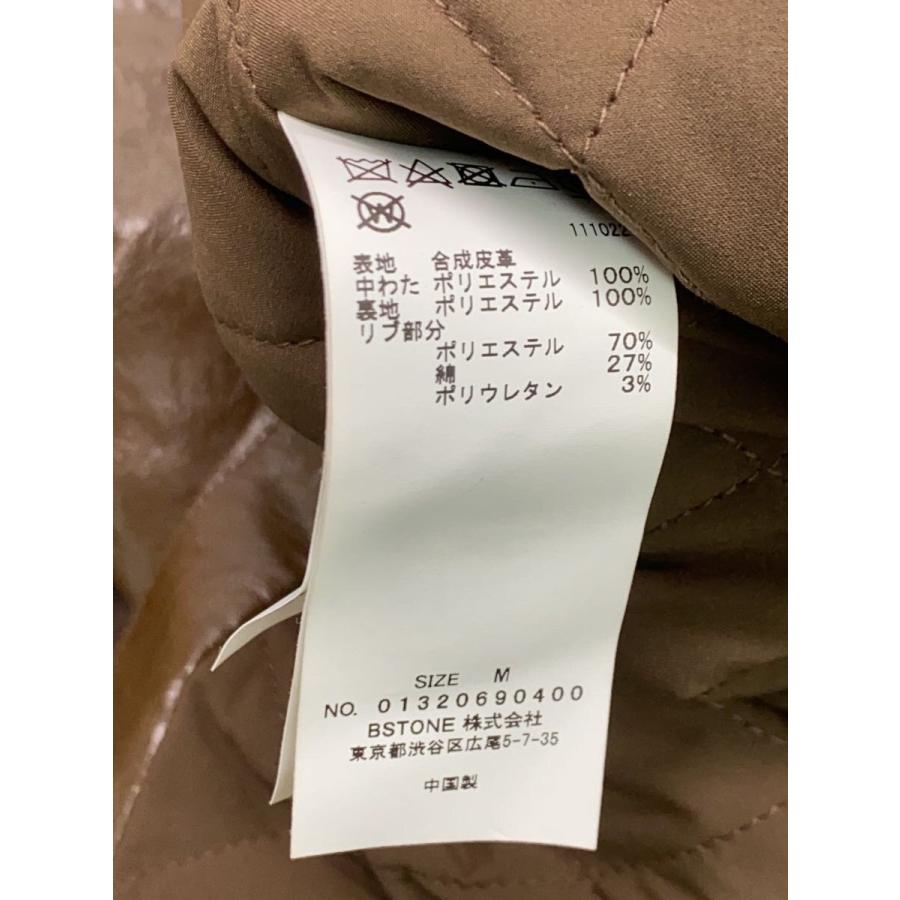 表地 合成皮革
中わた ポリエステル 100%
裏地 ポリエステル 100%
リブ部分
ポリエステル 70%
綿 27%
ポリウレタン 3%
SIZE M
NO. 01320690400
BSTONE 株式会社
東京都渋谷区広尾5-7-35
中国製